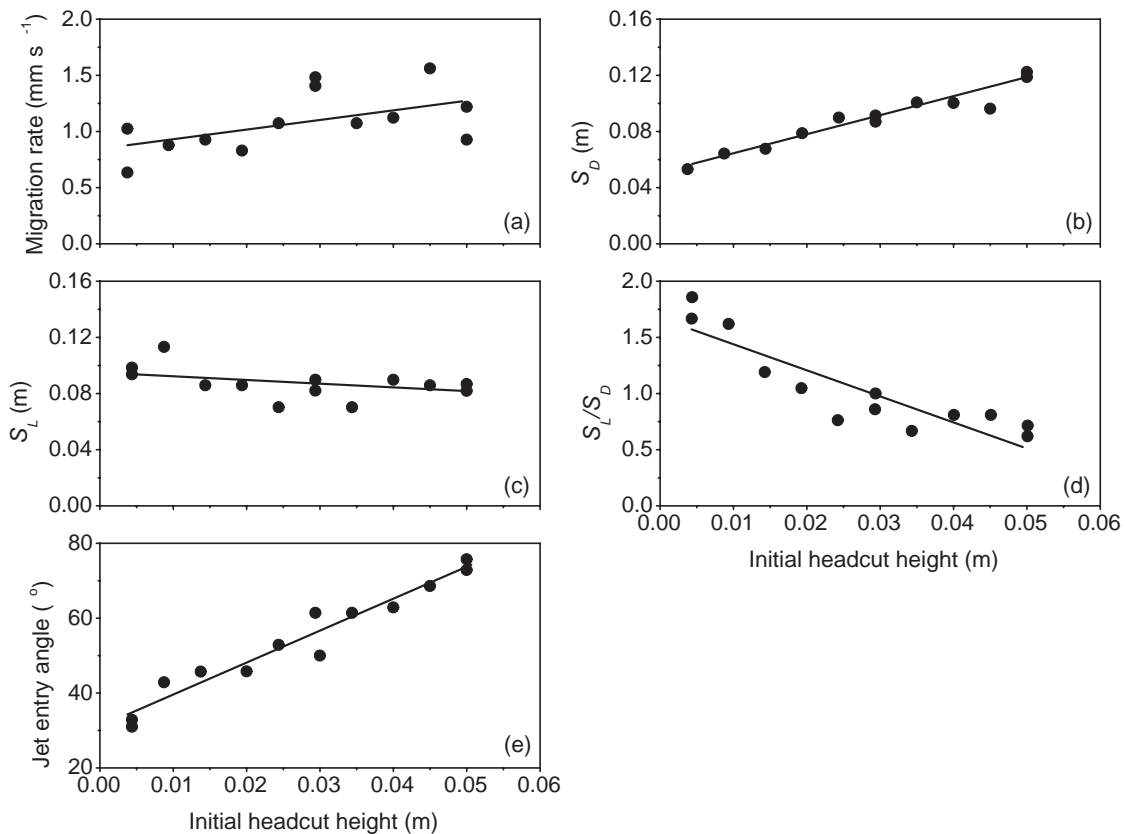 2.0
1.5
1.0
0.5
0.0
Migration rate (mm s -1)
(a)
0.16
0.12
0.08
0.04
0.00
S_D (m)
(b)
0.16
0.12
0.08
0.04
0.00
S_L (m)
(c)
2.0
1.5
1.0
0.5
0.0
S_L/S_D
(d)
0.00 0.01 0.02 0.03 0.04 0.05 0.06
Initial headcut height (m)
80
60
40
20
Jet entry angle ( o)
(e)
0.00 0.01 0.02 0.03 0.04 0.05 0.06
Initial headcut height (m)